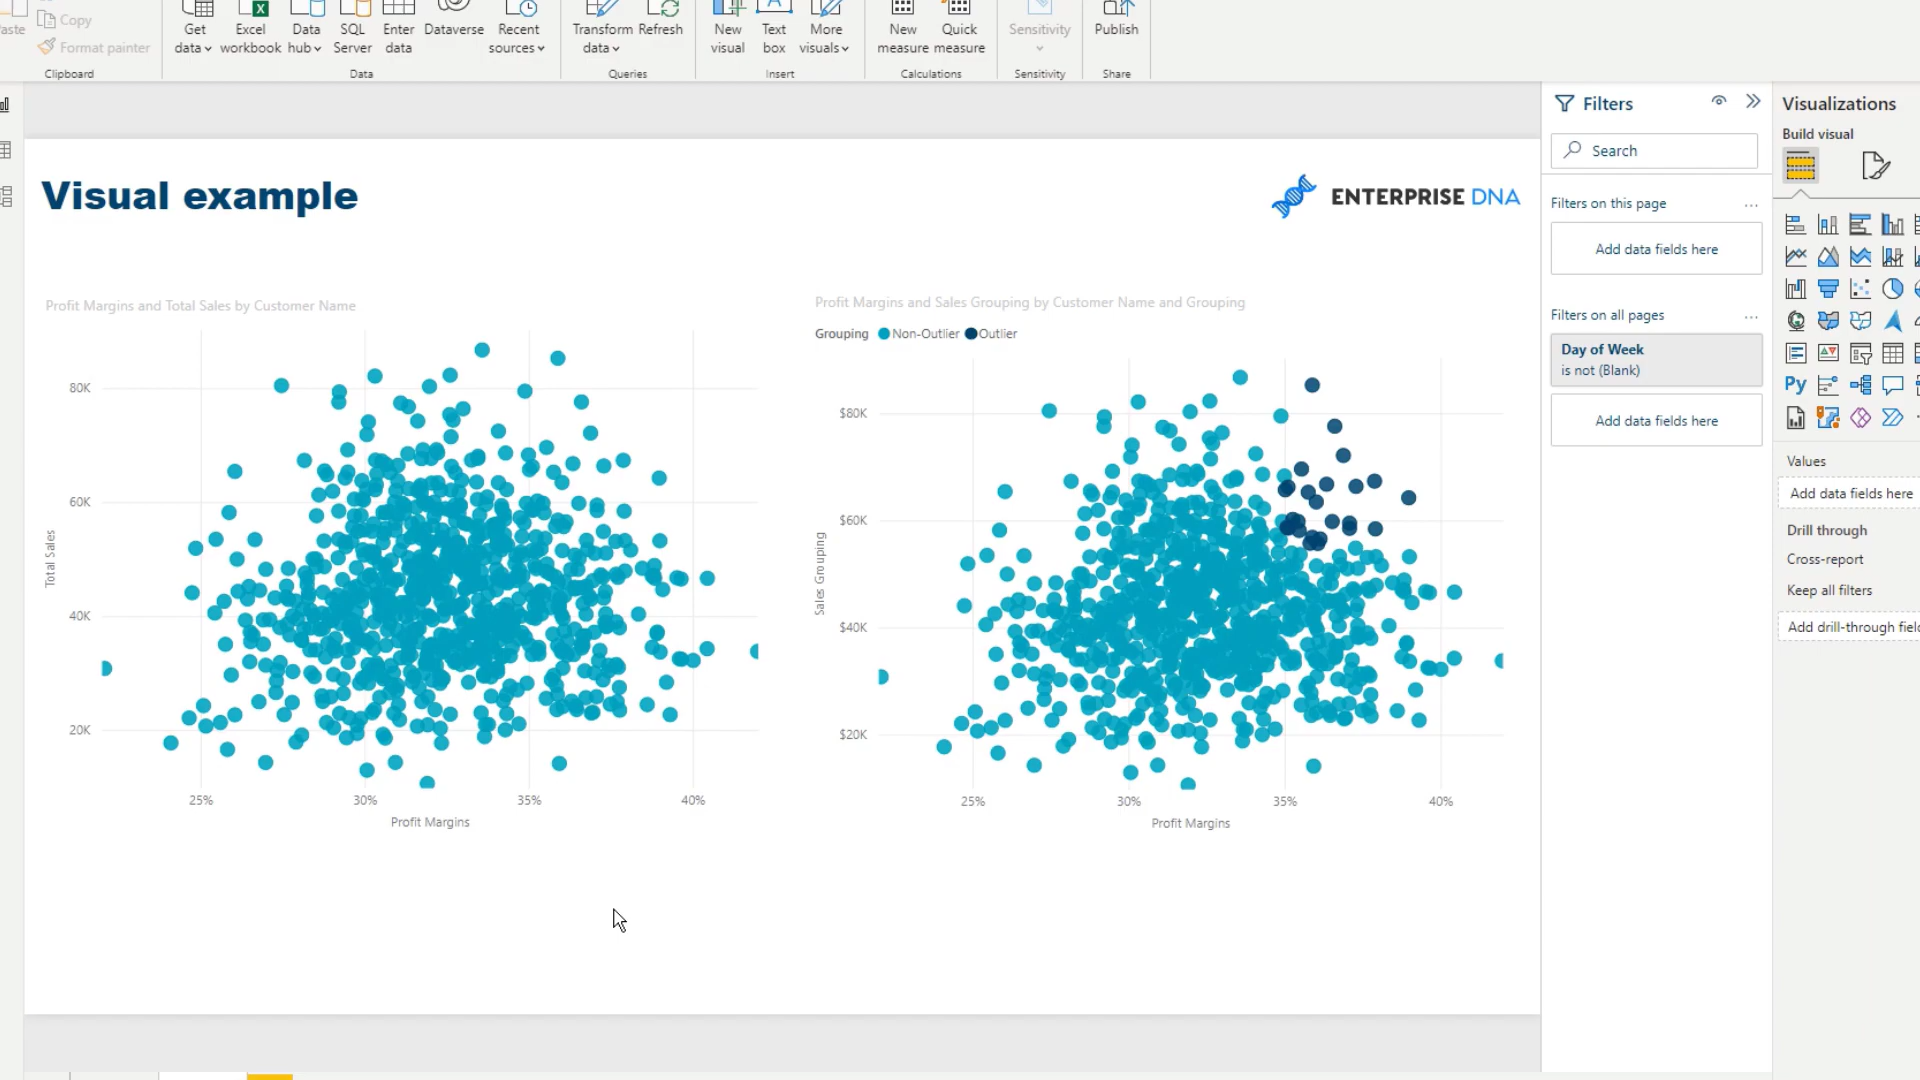 Copy
Format painter
Clipboard
Get data
Excel workbook
Data hub
SQL Server
Enter data
Dataverse
Recent sources
Data
Transform data
Refresh
Queries
New visual
Text box
More visuals
Insert
New measure
Quick measure
Calculations
Sensitivity
Sensitivity
Publish
Share
Visual example
ENTERPRISE DNA
Profit Margins and Total Sales by Customer Name
80K
60K
40K
20K
Total Sales
25% 30% 35% 40%
Profit Margins
Profit Margins and Sales Grouping by Customer Name and Grouping
Grouping Non-Outlier Outlier
$80K
$60K
$40K
$20K
Sales Grouping
25% 30% 35% 40%
Profit Margins
Filters
Search
Filters on this page ...
Add data fields here
Filters on all pages ...
Day of Week
is not (Blank)
Add data fields here
Visualizations
Build visual
Py
Values
Add data fields here
Drill through
Cross-report
Keep all filters
Add drill-through